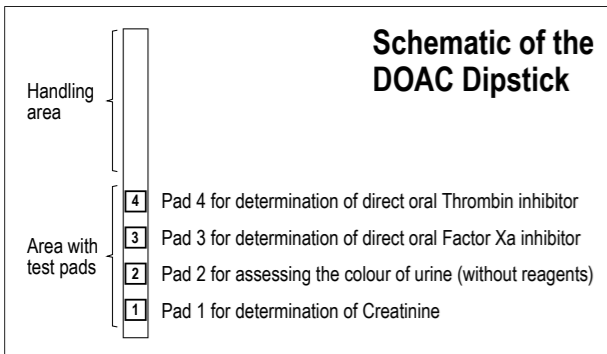 Schematic of the
DOAC Dipstick
Handling
area
Area with
test pads
4 Pad 4 for determination of direct oral Thrombin inhibitor
3 Pad 3 for determination of direct oral Factor Xa inhibitor
2 Pad 2 for assessing the colour of urine (without reagents)
1 Pad 1 for determination of Creatinine